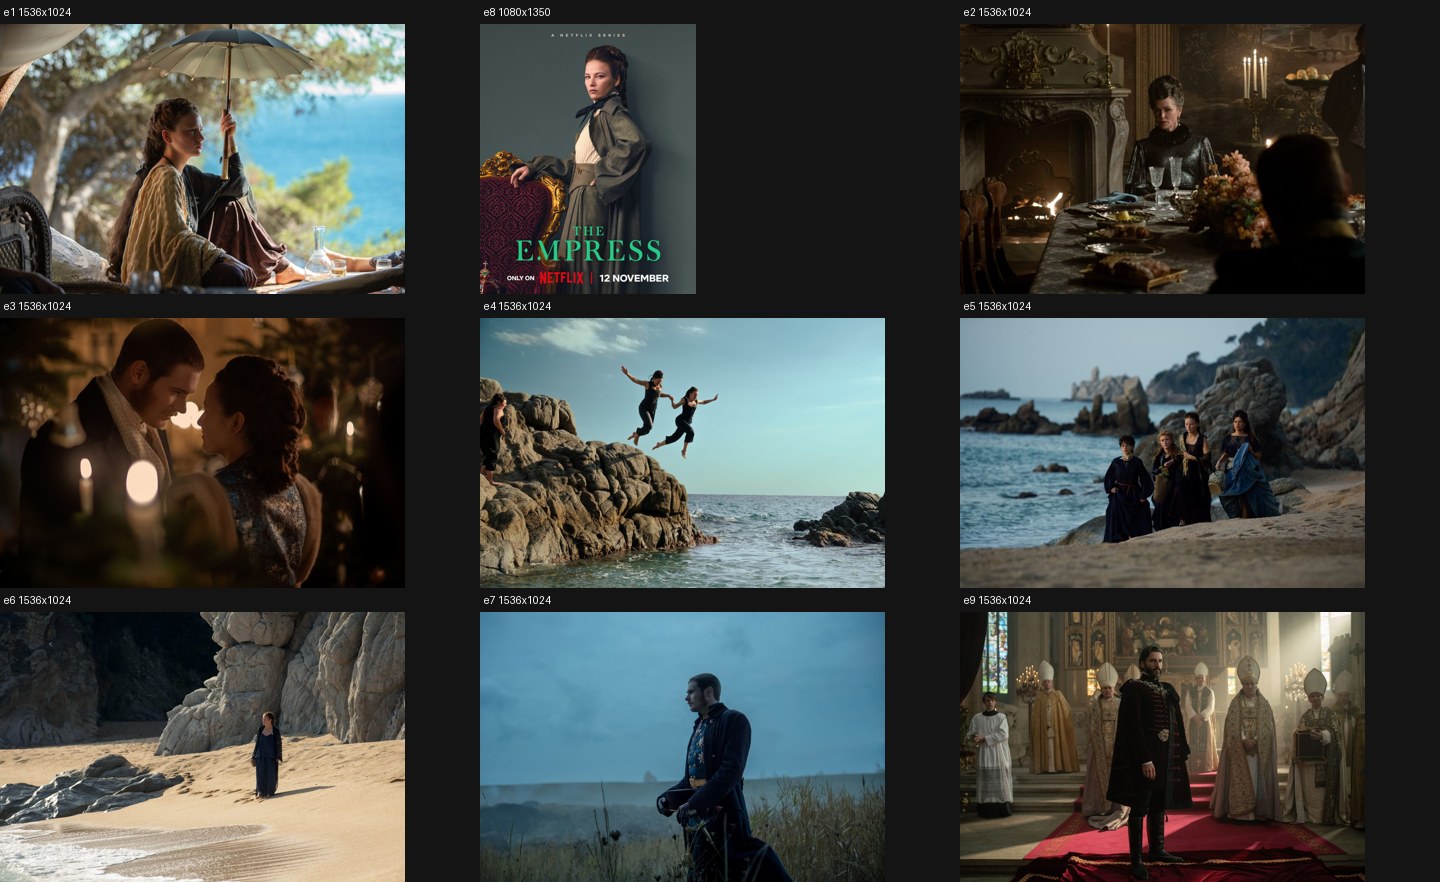 e1 1536x1024
e8 1080x1350
e2 1536x1024
A NETFLIX SERIES
THE
EMPRESS
ONLY ON NETFLIX | 12 NOVEMBER
e3 1536x1024
e4 1536x1024
e5 1536x1024
e6 1536x1024
e7 1536x1024
e9 1536x1024